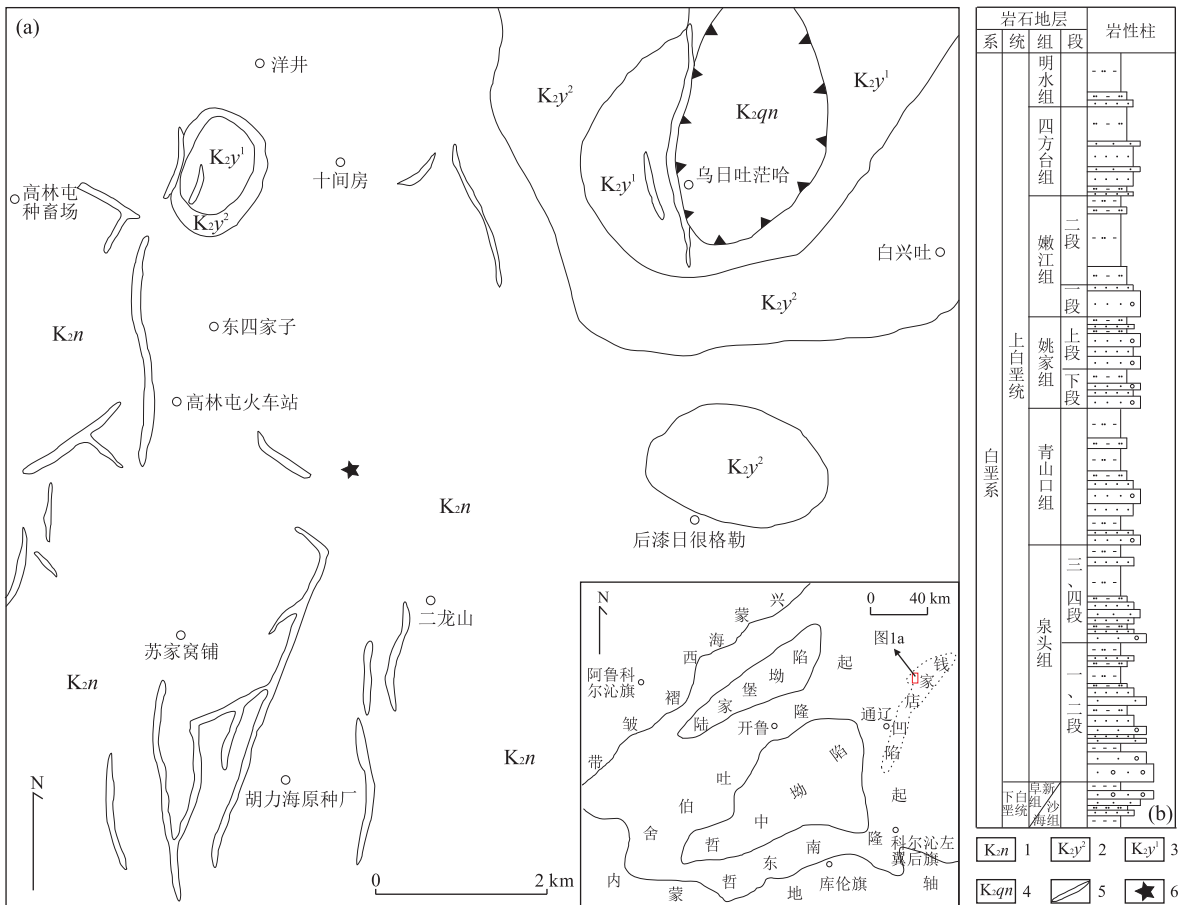 (a)
洋井
K₂y²
K₂y¹
K₂qn
K₂y¹
十间房
K₂y¹
乌日吐茫哈
高林屯
种畜场
K₂y²
白兴吐
K₂y²
K₂n
东四家子
高林屯火车站
K₂y²
K₂n
后漆日很格勒
二龙山
苏家窝铺
K₂n
K₂n
胡力海原种厂
N
0 2 km
N
0 40 km
图1a
兴蒙海西褶皱带
陆家堡坳陷
起
隆
钱家店凹陷
阿鲁科
尔沁旗
开鲁
通辽
舍伯吐
哲中坳陷
哲东南
隆
起
科尔沁左
翼后旗
库伦旗
内蒙地轴
岩石地层
岩性柱
系
统
组
段
白垩系
上白垩统
下白垩统
明水组
四方台组
嫩江组
二段
一段
姚家组
上段
下段
青山口组
泉头组
三、四段
一、二段
阜新组
沙海组
(b)
K₂n 1
K₂y² 2
K₂y¹ 3
K₂qn 4
5
6